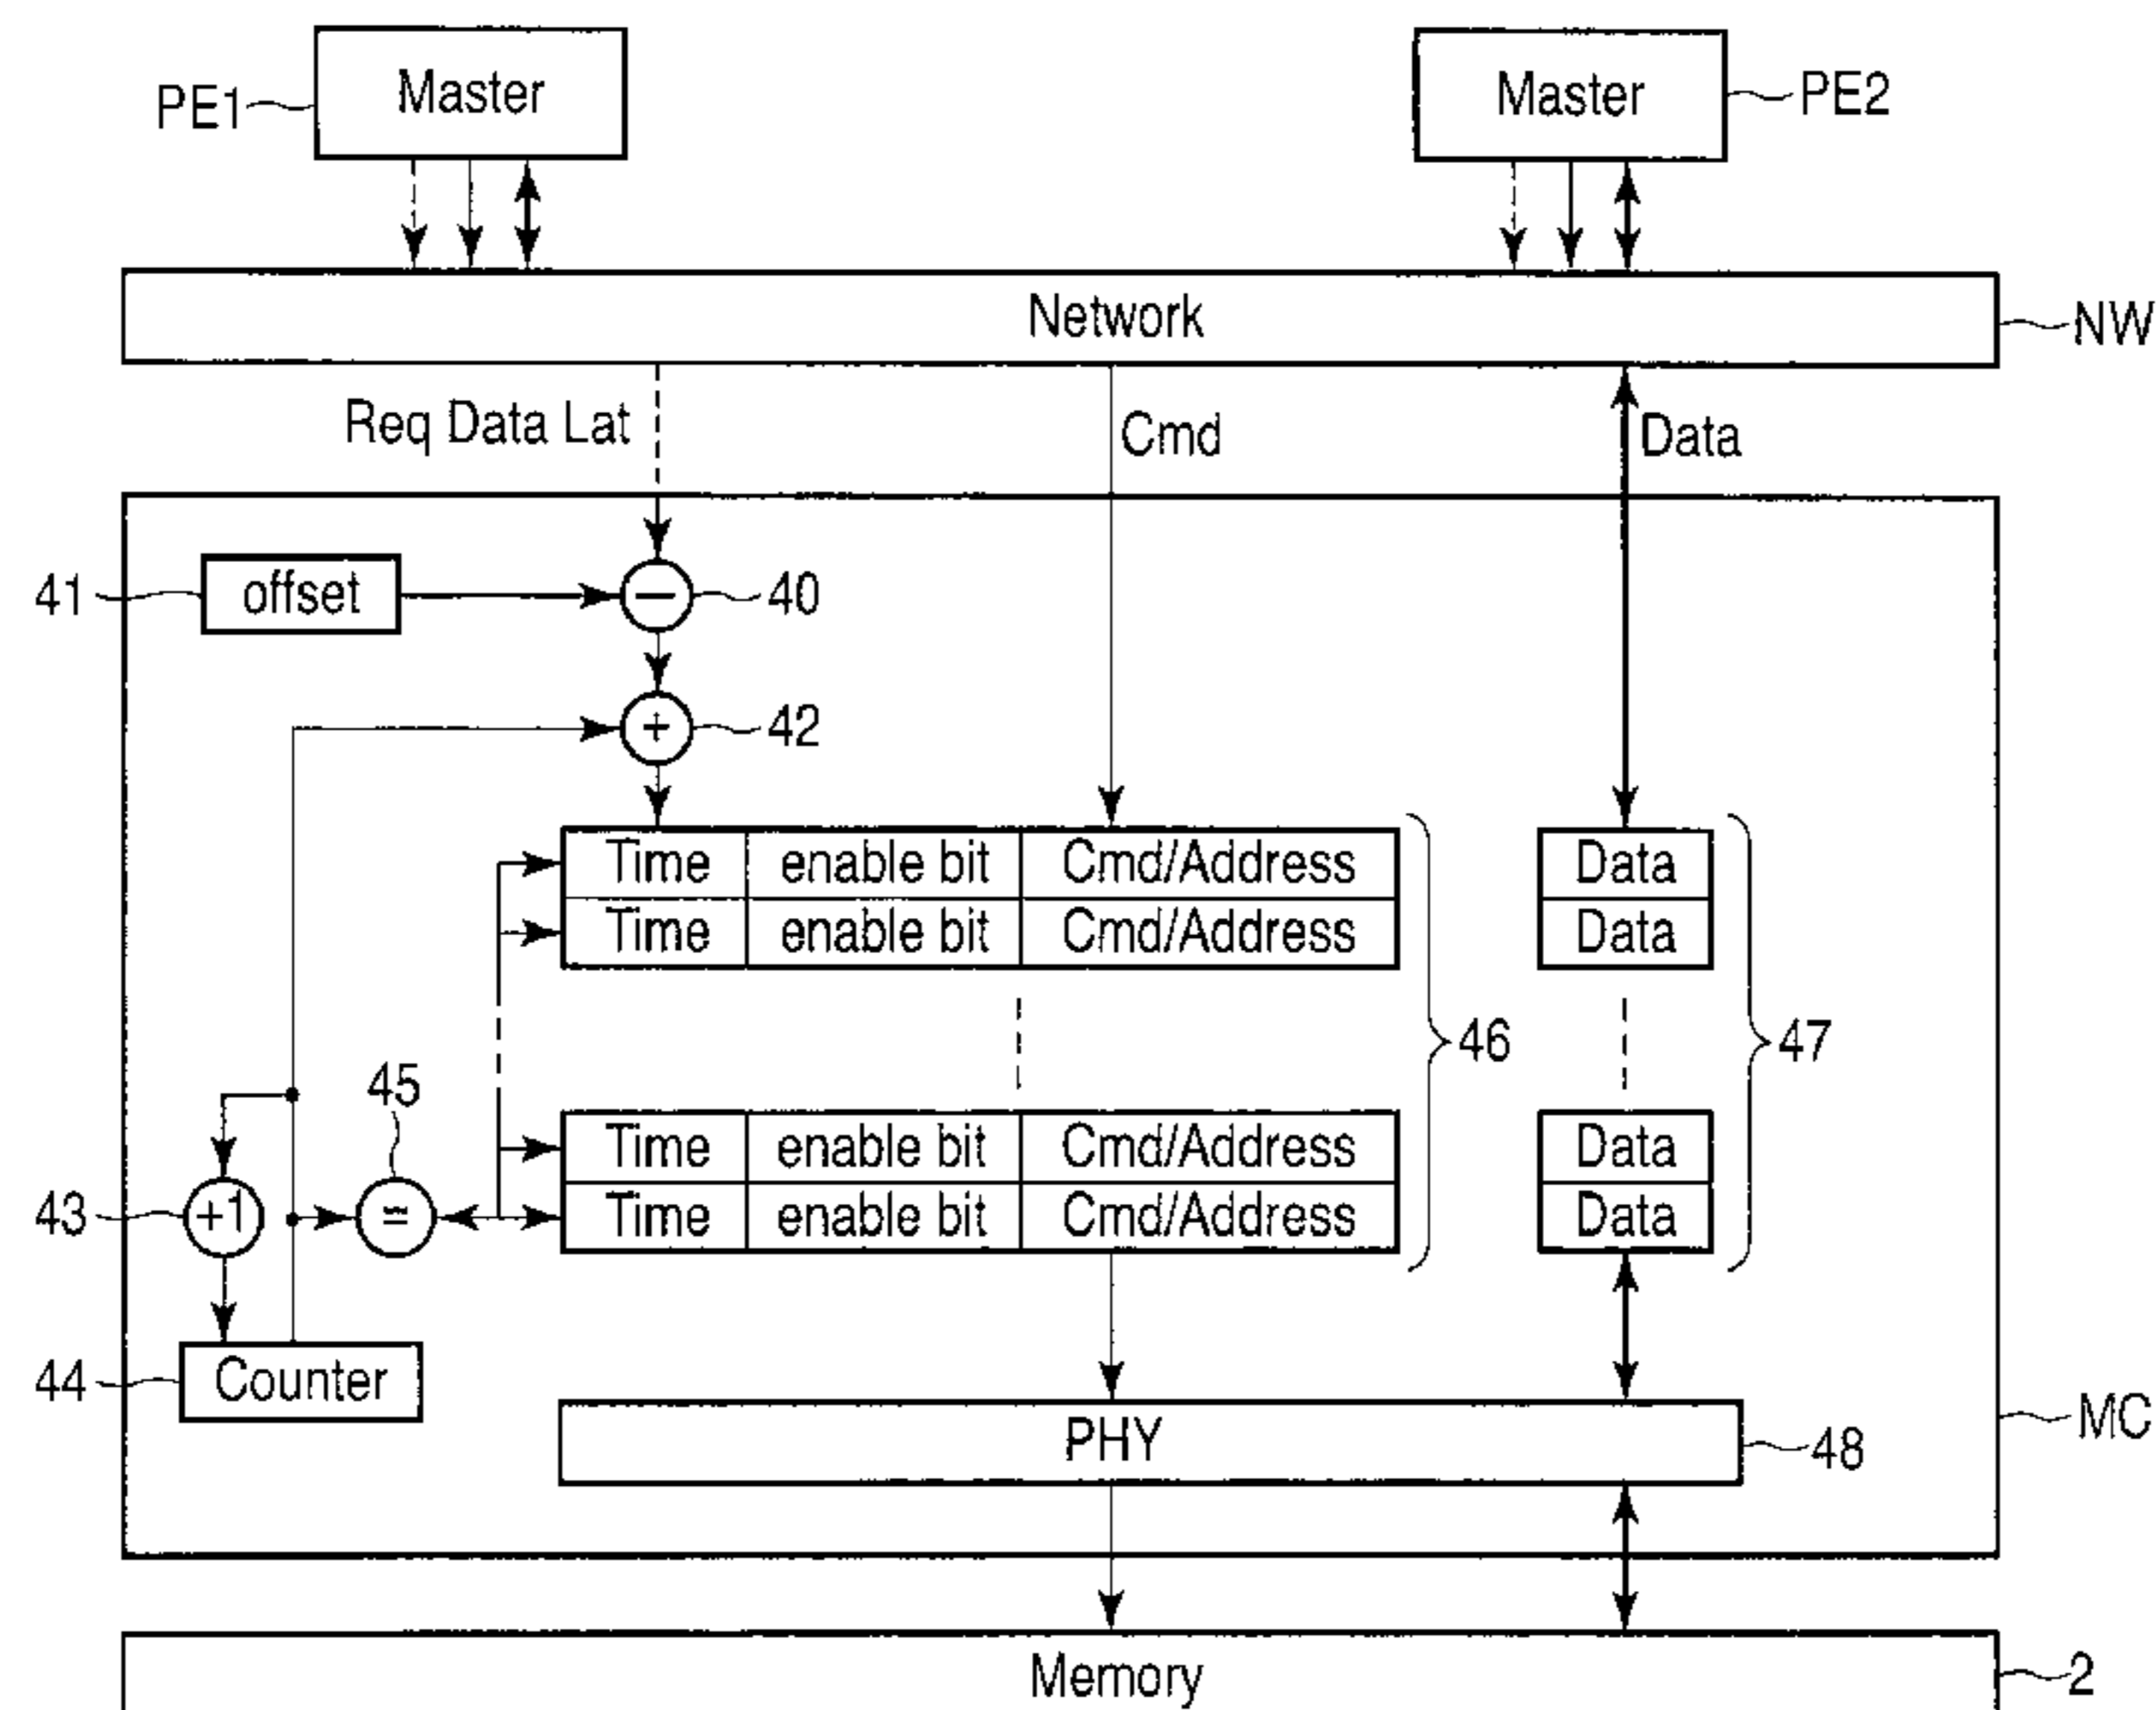 PE1 Master Master PE2
Network NW
Req Data Lat Cmd Data
41 offset − 40
+ 42
Time enable bit Cmd/Address Data
Time enable bit Cmd/Address Data
46 47
45
Time enable bit Cmd/Address Data
43 +1 = Time enable bit Cmd/Address Data
44 Counter
PHY 48 MC
Memory 2